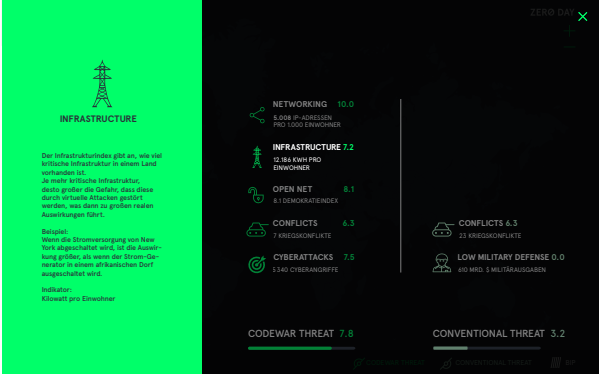 ZERØ DAY
INFRASTRUCTURE
Der Infrastrukturindex gibt an, wie viel
kritische Infrastruktur in einem Land
vorhanden ist.
Je mehr kritische Infrastruktur,
desto größer die Gefahr, dass diese
durch virtuelle Attacken gestört
werden, was dann zu großen realen
Auswirkungen führt.
Beispiel:
Wenn die Stromversorgung von New
York abgeschaltet wird, ist die Auswir-
kung größer, als wenn der Strom-Ge-
nerator in einem afrikanischen Dorf
ausgeschaltet wird.
Indikator:
Kilowatt pro Einwohner
NETWORKING 10.0
5.008 IP-ADRESSEN
PRO 1.000 EINWOHNER
INFRASTRUCTURE 7.2
12.186 KWH PRO
EINWOHNER
OPEN NET 8.1
8.1 DEMOKRATIEINDEX
CONFLICTS 6.3
7 KRIEGSKONFLIKTE
CYBERATTACKS 7.5
5340 CYBERANGRIFFE
CONFLICTS 6.3
23 KRIEGSKONFLIKTE
LOW MILITARY DEFENSE 0.0
610 MRD. $ MILITÄRAUSGABEN
CODEWAR THREAT 7.8
CONVENTIONAL THREAT 3.2
CODEWAR THREAT
CONVENTIONAL THREAT
BIP